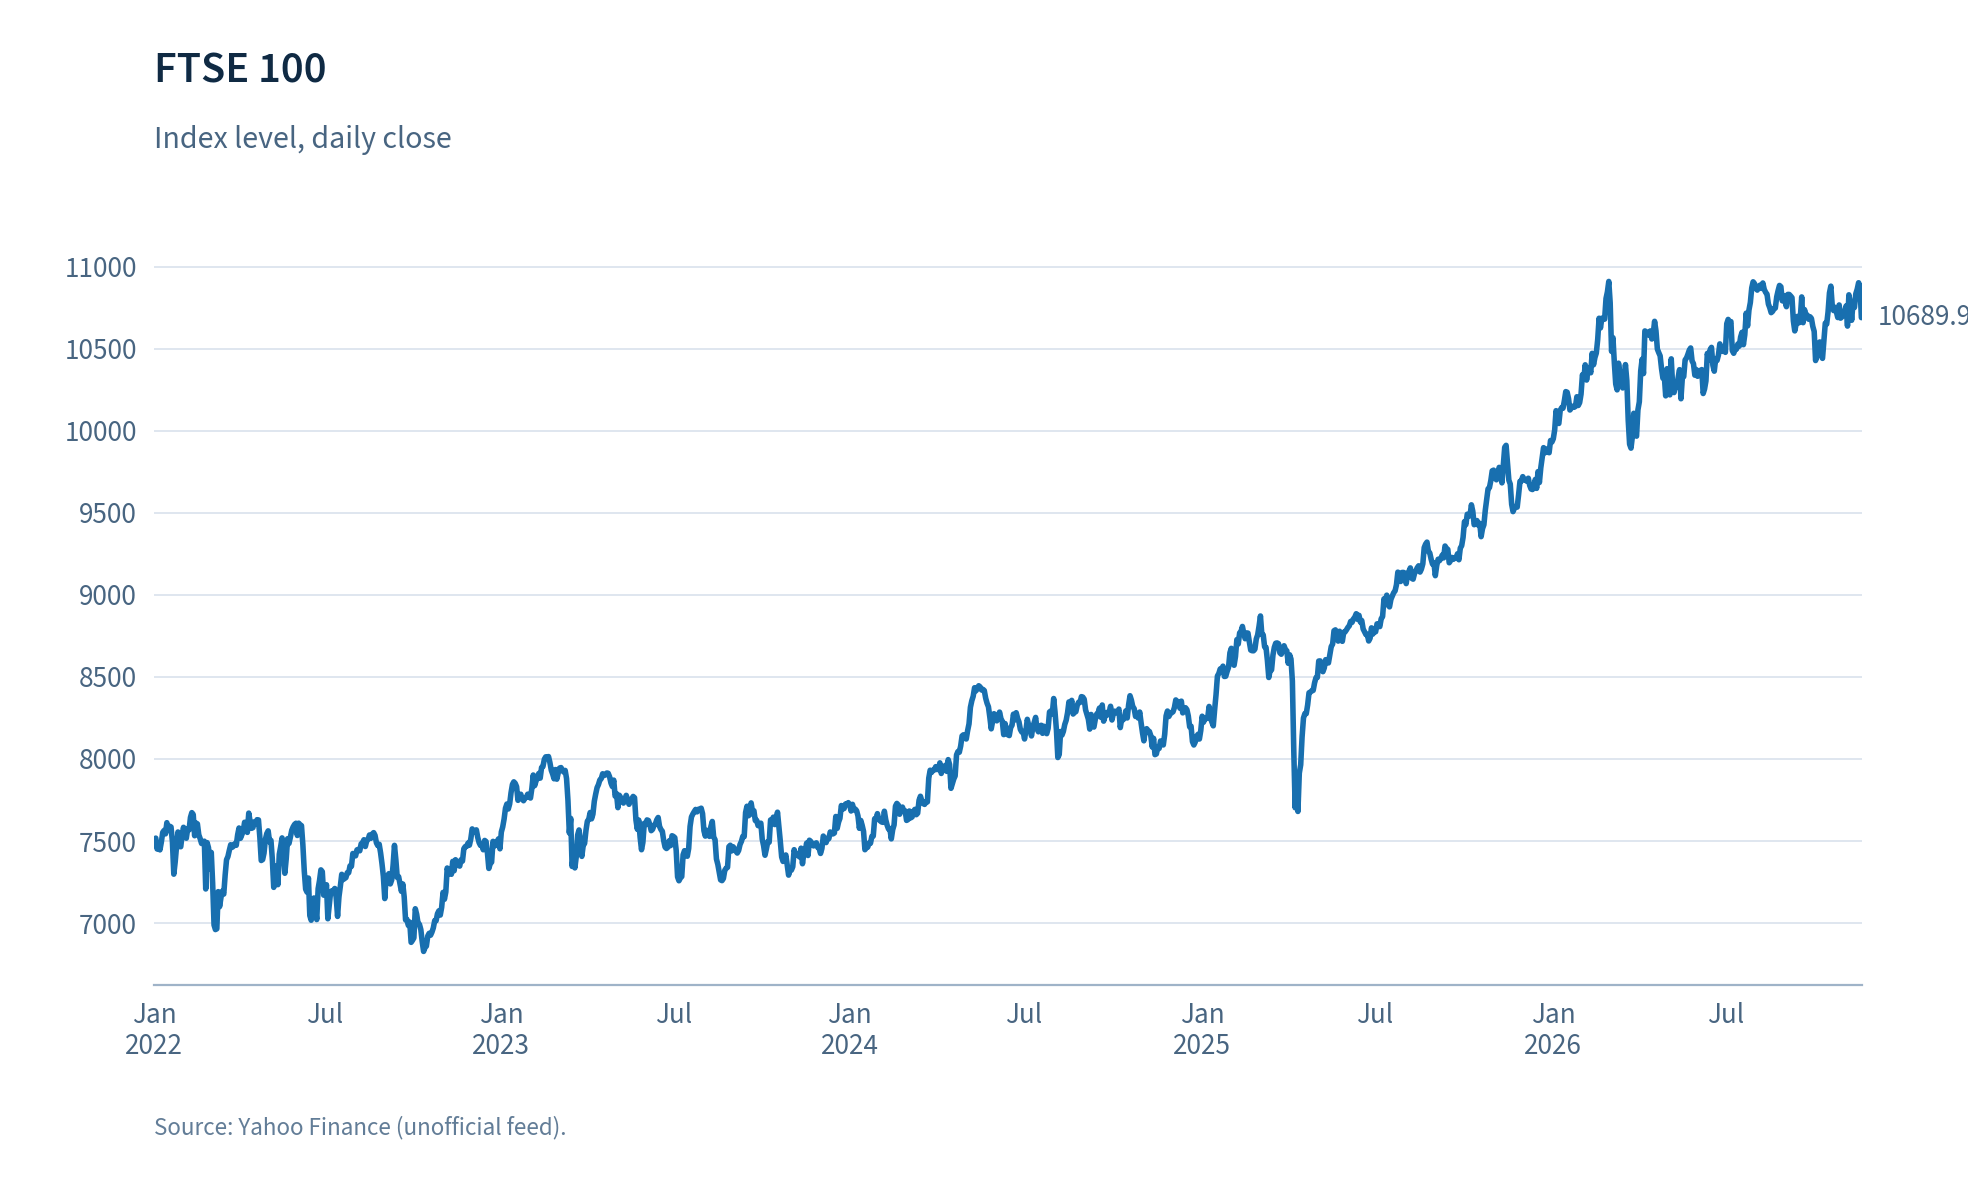 FTSE 100
Index level, daily close
11000
10500
10000
9500
9000
8500
8000
7500
7000
10689.9
Jan Jul Jan Jul Jan Jul Jan Jul Jan Jul
2022 2023 2024 2025 2026
Source: Yahoo Finance (unofficial feed).